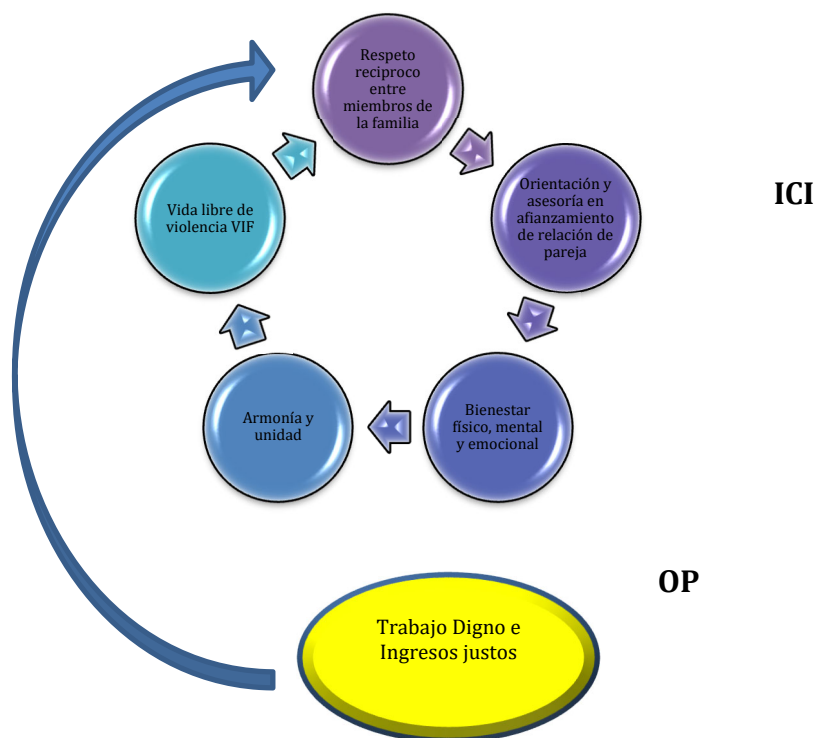 Respeto
reciproco
entre
miembros de
la familia
Orientación y
asesoría en
afianzamiento
de relación de
pareja
ICI
Vida libre de
violencia VIF
Armonía y
unidad
Bienestar
físico, mental
y emocional
OP
Trabajo Digno e
Ingresos justos